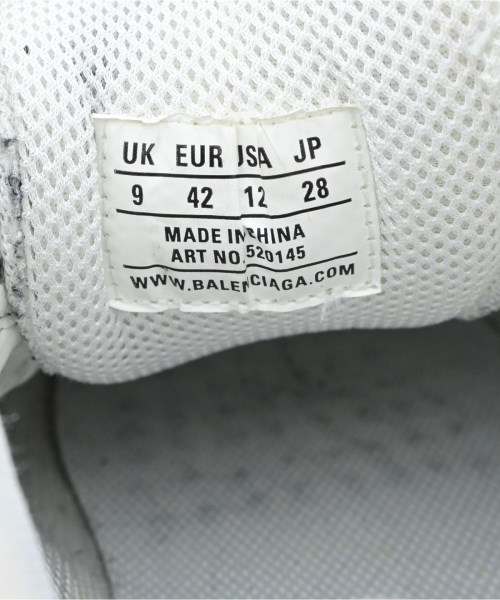 UK EUR USA JP
9 42 12 28
MADE IN CHINA
ART NO.520145
WWW.BALENCIAGA.COM